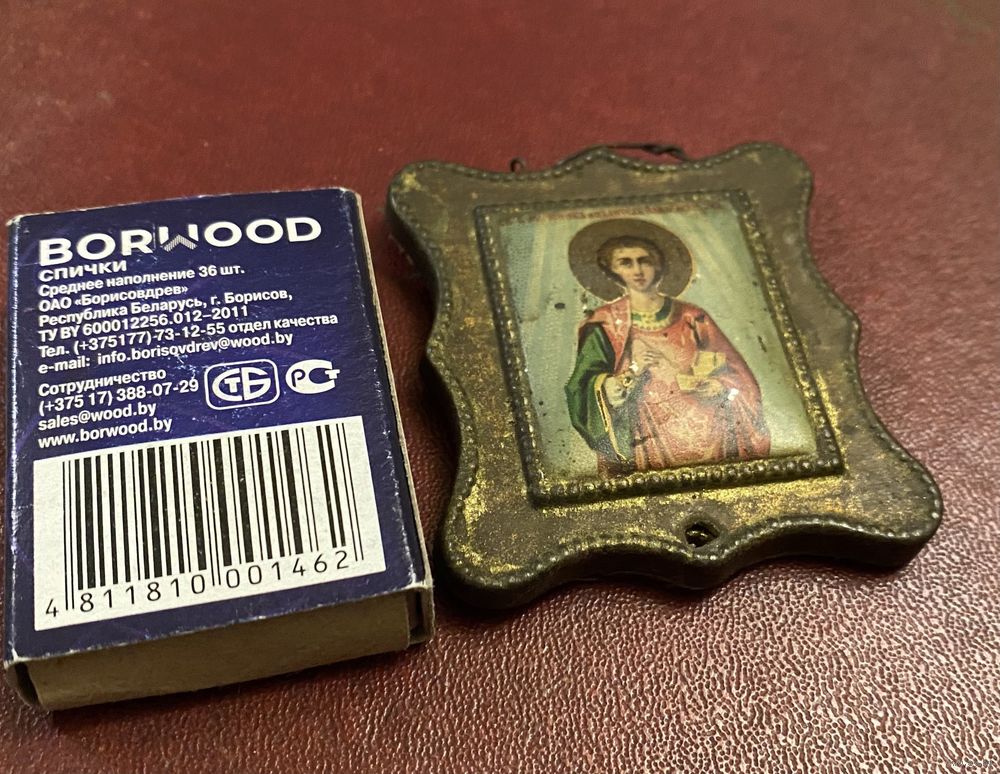 BORWOOD
СПИЧКИ
Среднее наполнение 36 шт.
ОАО «Борисовдрев»
Республика Беларусь, г. Борисов,
ТУ BY 600012256.012–2011
Тел. (+375177)-73-12-55 отдел качества
e-mail: info.borisovdrev@wood.by
Сотрудничество
(+375 17) 388-07-29
sales@wood.by
www.borwood.by
СТБ
РСТ
4 811810 001462